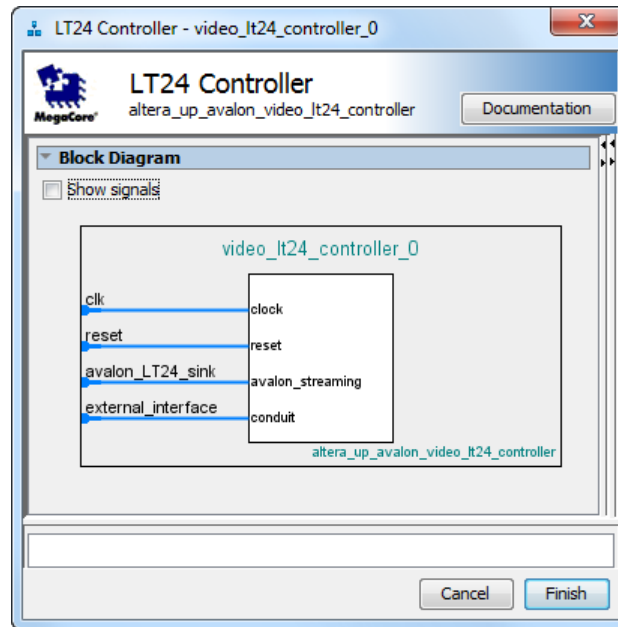 LT24 Controller - video_lt24_controller_0
LT24 Controller
MegaCore®
altera_up_avalon_video_lt24_controller
Documentation
Block Diagram
Show signals
video_lt24_controller_0
clk
clock
reset
reset
avalon_LT24_sink
avalon_streaming
external_interface
conduit
altera_up_avalon_video_lt24_controller
Cancel
Finish